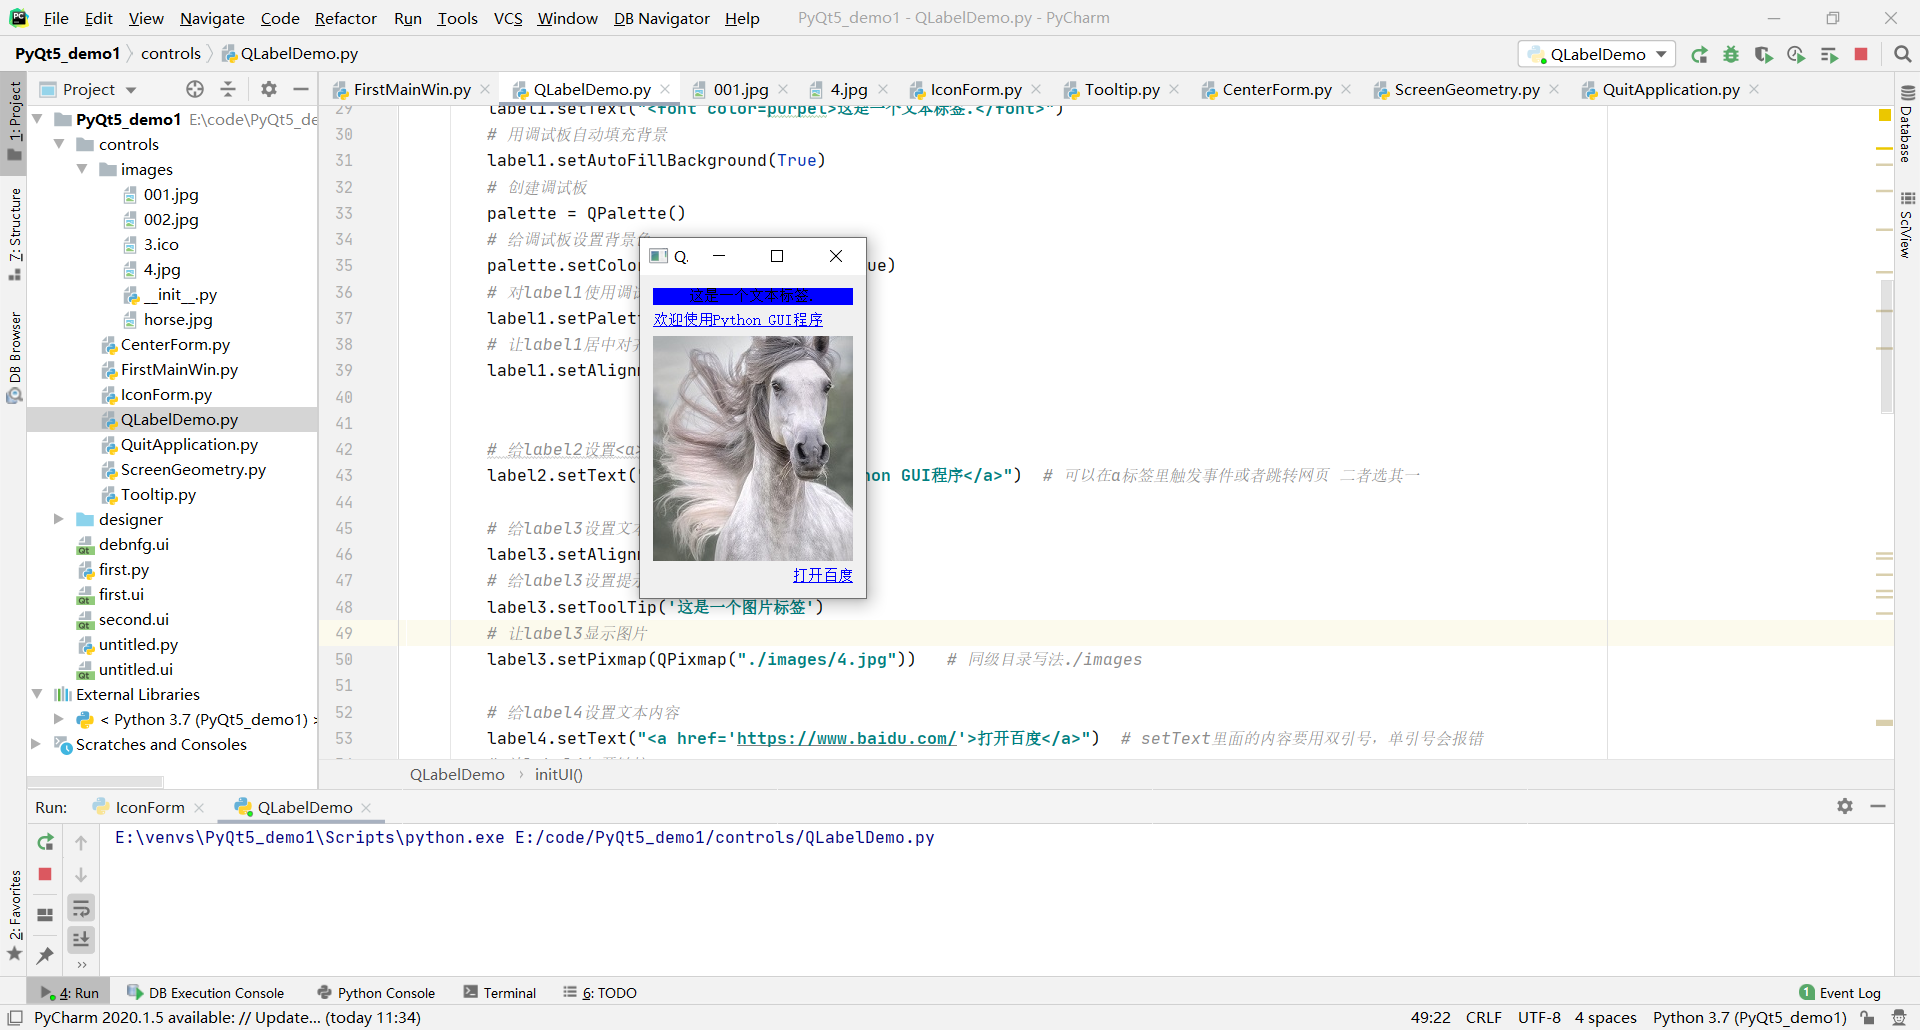 File Edit View Navigate Code Refactor Run Tools VCS Window DB Navigator Help PyQt5_demo1 - QLabelDemo.py - PyCharm
PyQt5_demo1 controls QLabelDemo.py QLabelDemo
1: Project
7: Structure
DB Browser
2: Favorites
Project
PyQt5_demo1 E:\code\PyQt5_de
controls
images
001.jpg
002.jpg
3.ico
4.jpg
__init__.py
horse.jpg
CenterForm.py
FirstMainWin.py
IconForm.py
QLabelDemo.py
QuitApplication.py
ScreenGeometry.py
Tooltip.py
designer
debnfg.ui
first.py
first.ui
second.ui
untitled.py
untitled.ui
External Libraries
< Python 3.7 (PyQt5_demo1) >
Scratches and Consoles
FirstMainWin.py QLabelDemo.py 001.jpg 4.jpg IconForm.py Tooltip.py CenterForm.py ScreenGeometry.py QuitApplication.py
29 label1.setText("<font color=purpel>这是一个文本标签.</font>")
30 # 用调试板自动填充背景
31 label1.setAutoFillBackground(True)
32 # 创建调试板
33 palette = QPalette()
34 # 给调试板设置背景色
35 palette.setColor ue)
36 # 对label1使用调试
37 label1.setPalett
38 # 让label1居中对齐
39 label1.setAlignm
40
41
42 # 给label2设置<a>
43 label2.setText(" hon GUI程序</a>") # 可以在a标签里触发事件或者跳转网页 二者选其一
44
45 # 给label3设置文本
46 label3.setAlignm
47 # 给label3设置提示
48 label3.setToolTip('这是一个图片标签')
49 # 让label3显示图片
50 label3.setPixmap(QPixmap("./images/4.jpg")) # 同级目录写法./images
51
52 # 给label4设置文本内容
53 label4.setText("<a href='https://www.baidu.com/'>打开百度</a>") # setText里面的内容要用双引号，单引号会报错
Q.
这是一个文本标签.
欢迎使用Python GUI程序
打开百度
Database
SciView
QLabelDemo › initUI()
Run: IconForm QLabelDemo
E:\venvs\PyQt5_demo1\Scripts\python.exe E:/code/PyQt5_demo1/controls/QLabelDemo.py
4: Run DB Execution Console Python Console Terminal 6: TODO 1 Event Log
PyCharm 2020.1.5 available: // Update... (today 11:34) 49:22 CRLF UTF-8 4 spaces Python 3.7 (PyQt5_demo1)